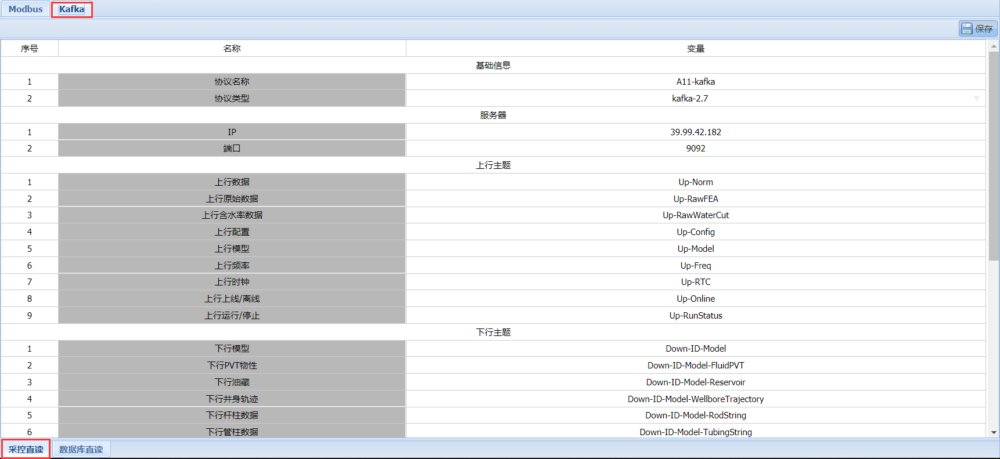 Modbus Kafka
保存
序号 名称 变量
基础信息
1 协议名称 A11-kafka
2 协议类型 kafka-2.7
服务器
1 IP 39.99.42.182
2 端口 9092
上行主题
1 上行数据 Up-Norm
2 上行原始数据 Up-RawFEA
3 上行含水率数据 Up-RawWaterCut
4 上行配置 Up-Config
5 上行模型 Up-Model
6 上行频率 Up-Freq
7 上行时钟 Up-RTC
8 上行上线/离线 Up-Online
9 上行运行/停止 Up-RunStatus
下行主题
1 下行模型 Down-ID-Model
2 下行PVT物性 Down-ID-Model-FluidPVT
3 下行油藏 Down-ID-Model-Reservoir
4 下行井身轨迹 Down-ID-Model-WellboreTrajectory
5 下行杆柱数据 Down-ID-Model-RodString
6 下行管柱数据 Down-ID-Model-TubingString
采控直读 数据库直读